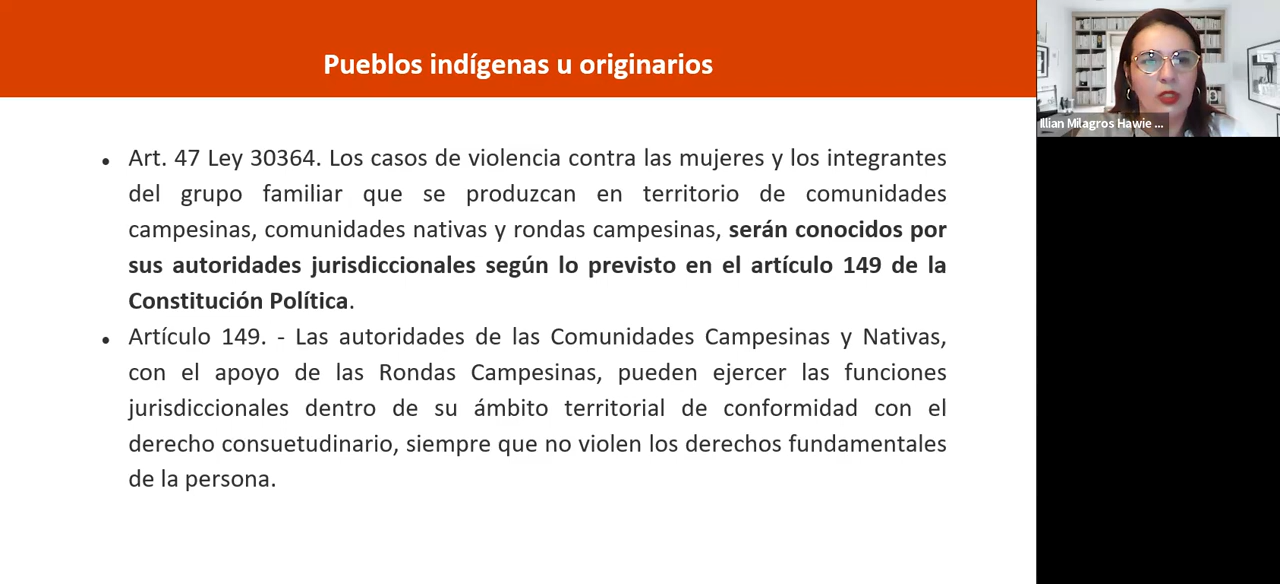 Pueblos indígenas u originarios
• Art. 47 Ley 30364. Los casos de violencia contra las mujeres y los integrantes
del grupo familiar que se produzcan en territorio de comunidades
campesinas, comunidades nativas y rondas campesinas, serán conocidos por
sus autoridades jurisdiccionales según lo previsto en el artículo 149 de la
Constitución Política.
• Artículo 149. - Las autoridades de las Comunidades Campesinas y Nativas,
con el apoyo de las Rondas Campesinas, pueden ejercer las funciones
jurisdiccionales dentro de su ámbito territorial de conformidad con el
derecho consuetudinario, siempre que no violen los derechos fundamentales
de la persona.
illian Milagros Hawie ...